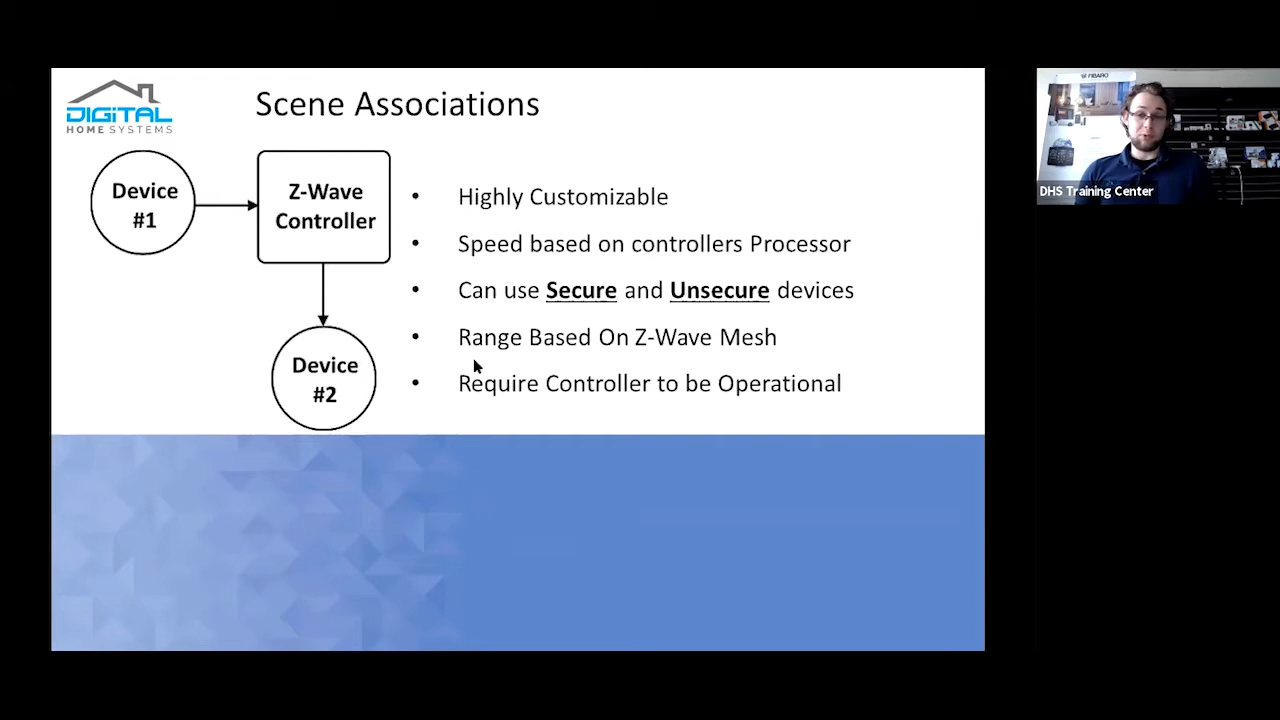 DIGITAL
HOME SYSTEMS
Scene Associations
Device
#1
Z-Wave
Controller
Device
#2
• Highly Customizable
• Speed based on controllers Processor
• Can use Secure and Unsecure devices
• Range Based On Z-Wave Mesh
• Require Controller to be Operational
FIBARO
DHS Training Center